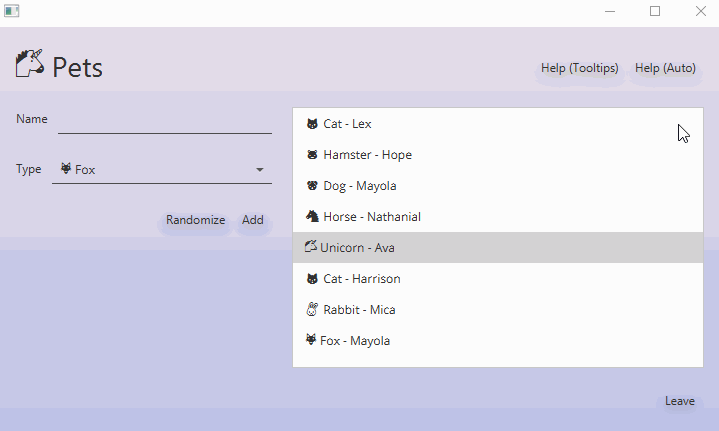 Pets
Help (Tooltips) Help (Auto)
Name
Type Fox
Randomize Add
Cat - Lex
Hamster - Hope
Dog - Mayola
Horse - Nathanial
Unicorn - Ava
Cat - Harrison
Rabbit - Mica
Fox - Mayola
Leave